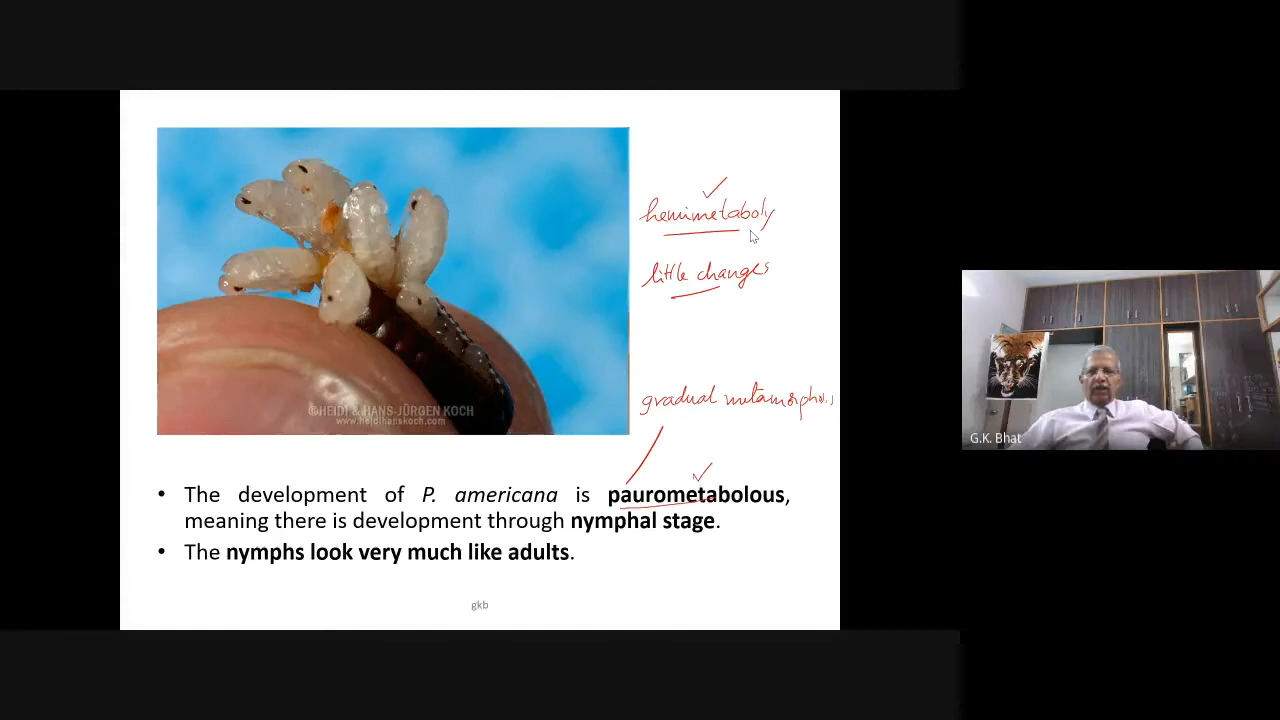 hemimetaboly
little changes
gradual metamorphosis
©HEIDI & HANS-JÜRGEN KOCH
www.heidihanskoch.com
G.K. Bhat
• The development of P. americana is paurometabolous,
meaning there is development through nymphal stage.
• The nymphs look very much like adults.
gkb